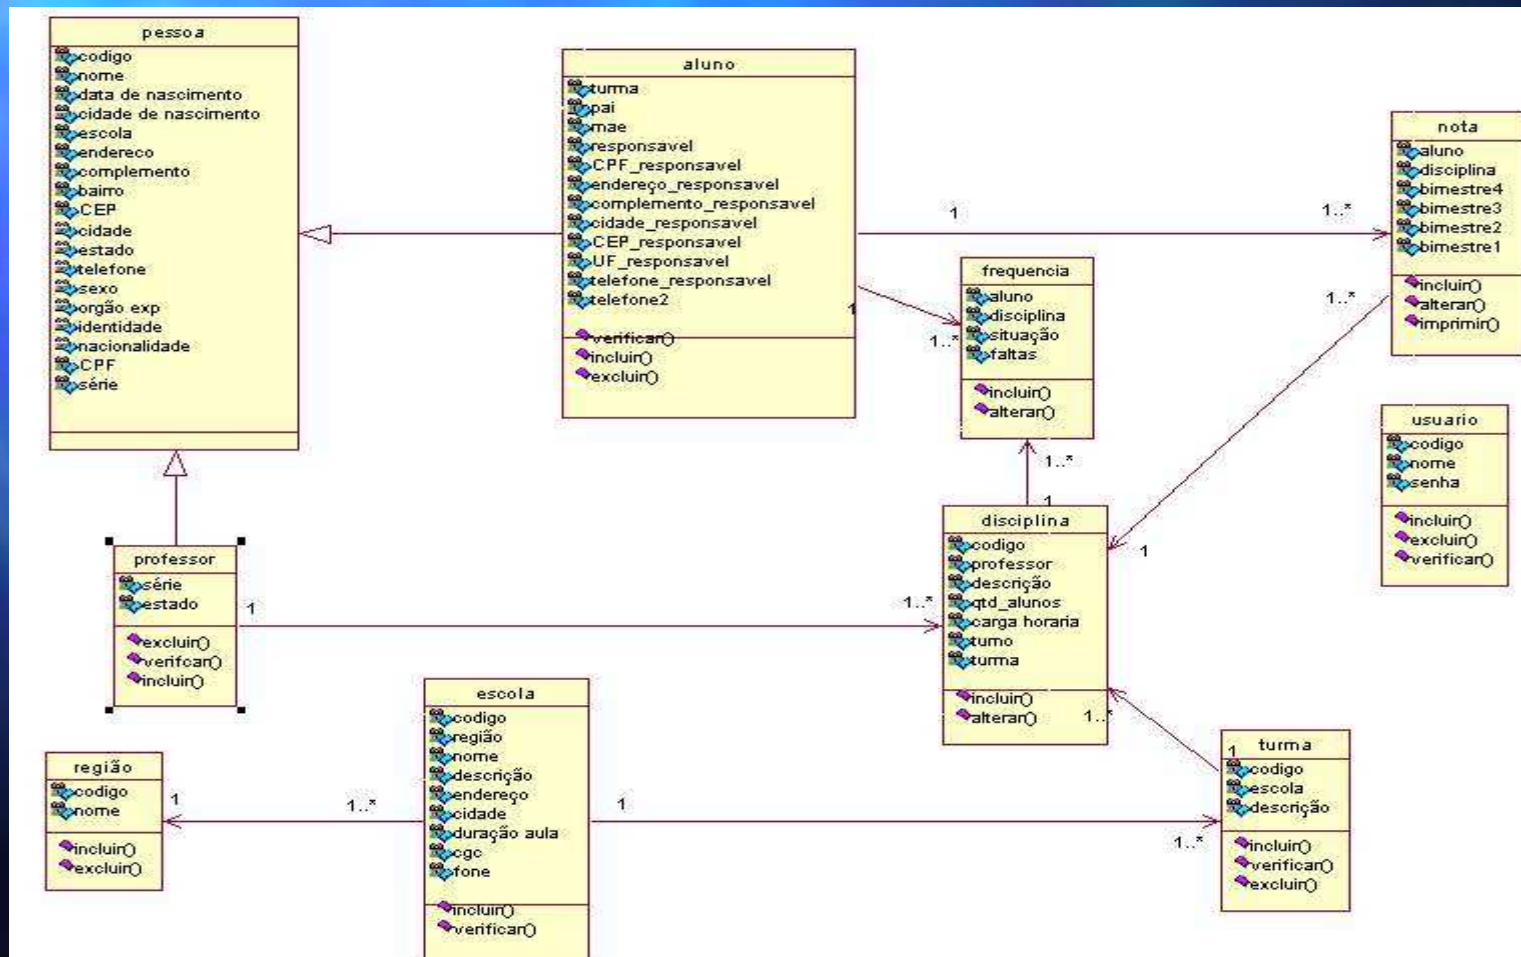 pessoa
codigo
nome
data de nascimento
cidade de nascimento
escola
endereco
complemento
bairro
CEP
cidade
estado
telefone
sexo
orgão exp
identidade
nacionalidade
CPF
série
aluno
turma
pai
mae
responsavel
CPF_responsavel
endereço_responsavel
complemento_responsavel
cidade_responsavel
CEP_responsavel
UF_responsavel
telefone_responsavel
telefone2
verificar()
incluir()
excluir()
1
1..*
nota
aluno
disciplina
bimestre4
bimestre3
bimestre2
bimestre1
incluir()
alterar()
imprimir()
1
1..*
frequência
aluno
disciplina
situação
faltas
incluir()
alterar()
1..*
1
1..*
1
usuario
codigo
nome
senha
incluir()
excluir()
verificar()
professor
série
estado
excluir()
verifcar()
incluir()
1
1..*
disciplina
codigo
professor
descrição
qtd_alunos
carga horaria
turno
turma
incluir()
alterar()
1..*
1
turma
codigo
escola
descrição
incluir()
verificar()
excluir()
escola
codigo
região
nome
descrição
endereço
cidade
duração aula
cgc
fone
incluir()
verificar()
1
1..*
região
codigo
nome
incluir()
excluir()
1
1..*